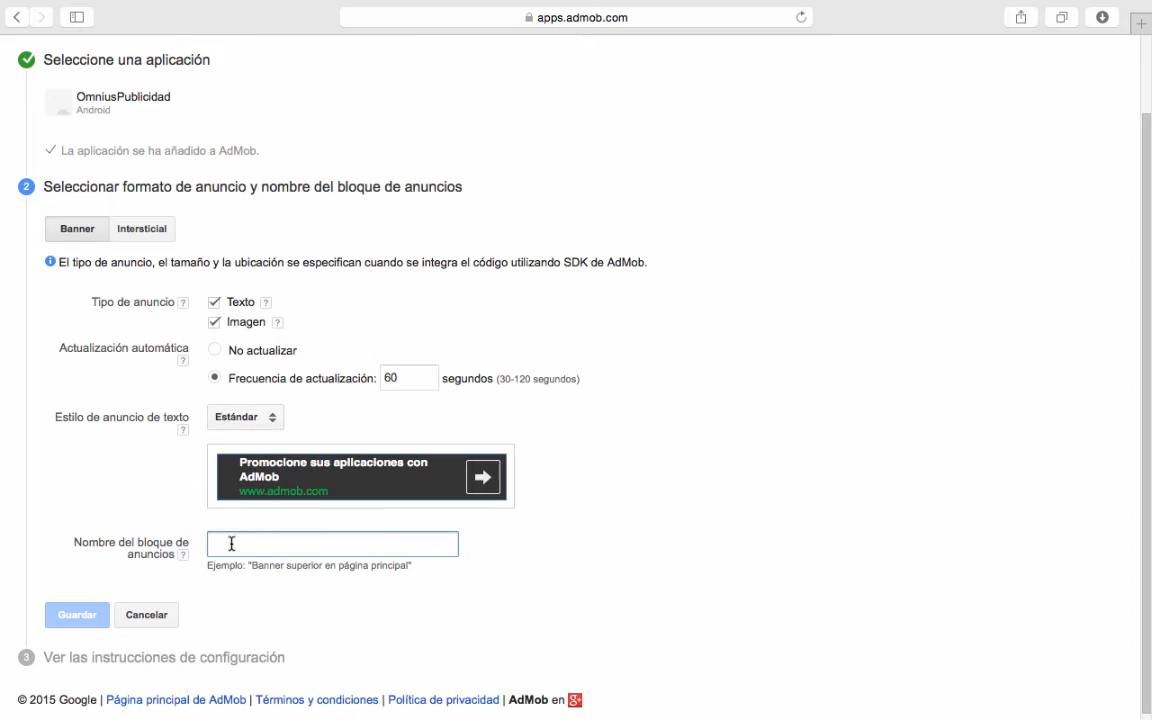 apps.admob.com
Seleccione una aplicación
OmniusPublicidad
Android
La aplicación se ha añadido a AdMob.
2 Seleccionar formato de anuncio y nombre del bloque de anuncios
Banner Intersticial
El tipo de anuncio, el tamaño y la ubicación se especifican cuando se integra el código utilizando SDK de AdMob.
Tipo de anuncio ? Texto ?
Imagen ?
Actualización automática ? No actualizar
Frecuencia de actualización: 60 segundos (30-120 segundos)
Estilo de anuncio de texto ? Estándar
Promocione sus aplicaciones con
AdMob
www.admob.com
Nombre del bloque de
anuncios ?
Ejemplo: "Banner superior en página principal"
Guardar Cancelar
3 Ver las instrucciones de configuración
© 2015 Google | Página principal de AdMob | Términos y condiciones | Política de privacidad | AdMob en g+